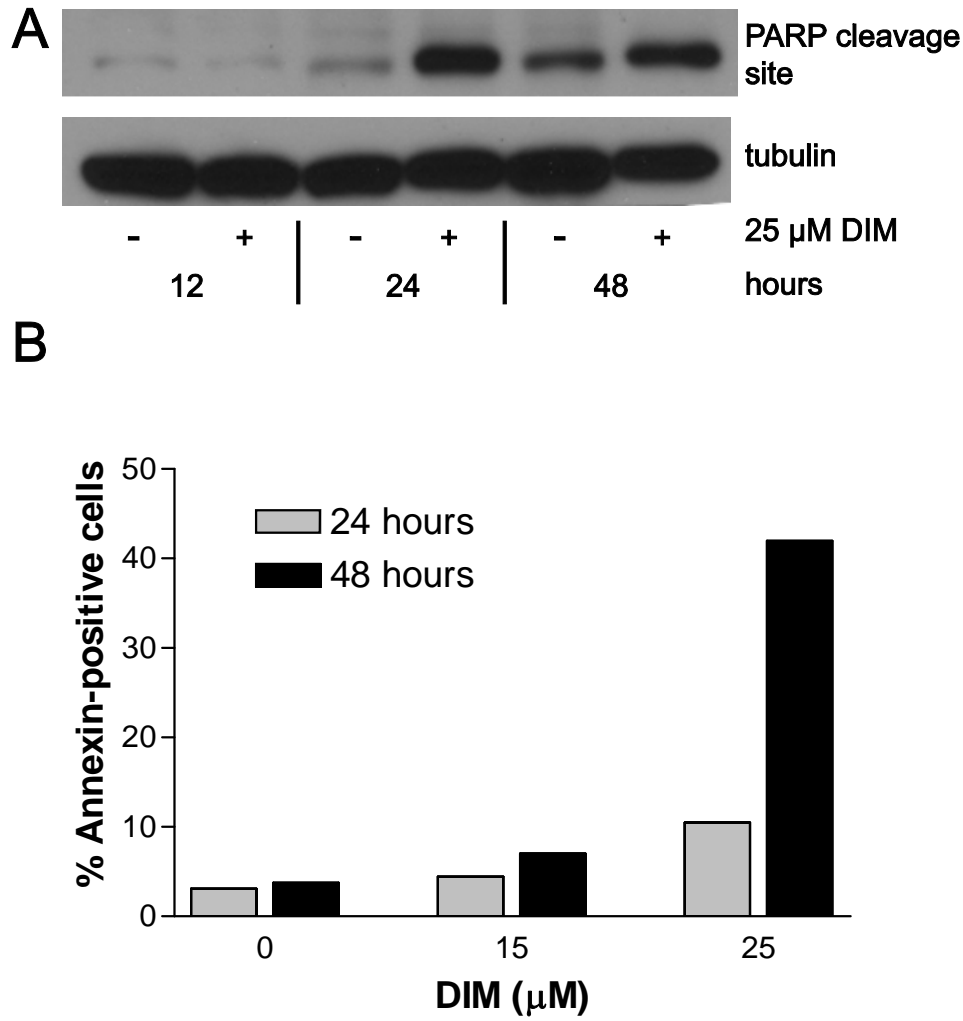 A
PARP cleavage
site
tubulin
- + - + - + 25 µM DIM
12 24 48 hours
B
% Annexin-positive cells
50
40
30
20
10
0
24 hours
48 hours
0 15 25
DIM (µM)